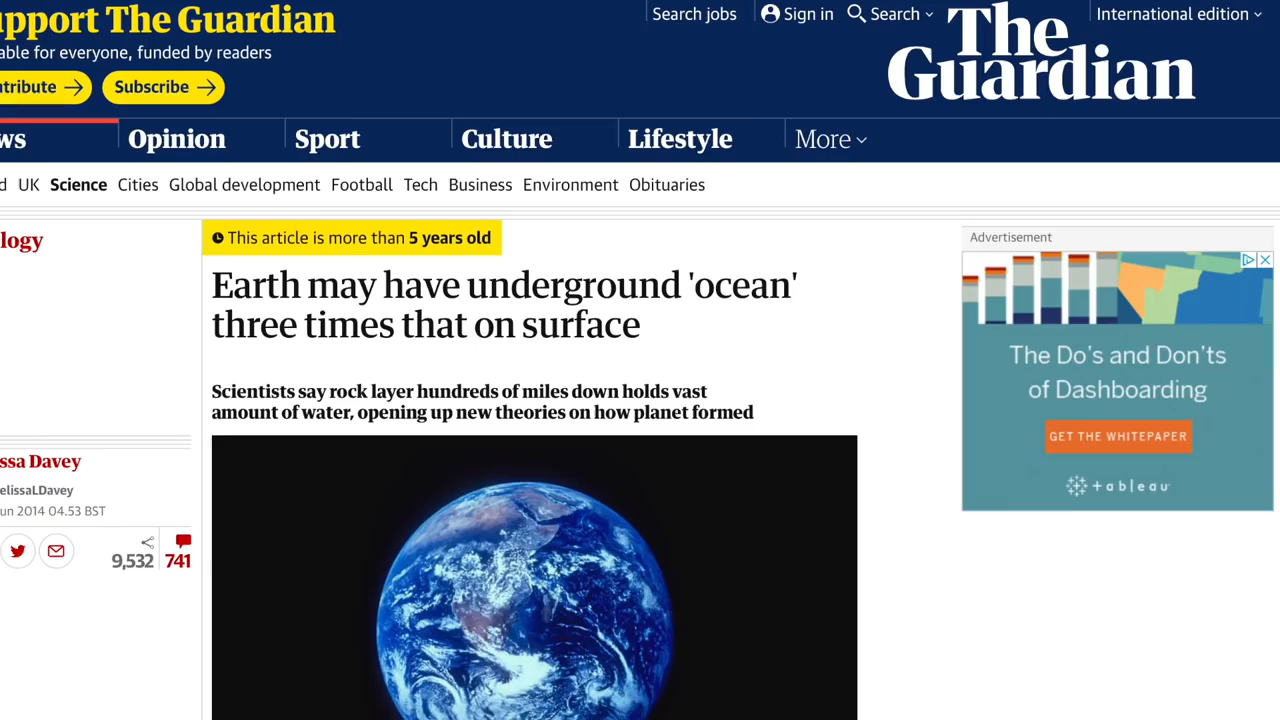 pport The Guardian
able for everyone, funded by readers
ntribute
Subscribe
Search jobs
Sign in
Search
International edition
The
Guardian
ws
Opinion
Sport
Culture
Lifestyle
More
d
UK
Science
Cities
Global development
Football
Tech
Business
Environment
Obituaries
logy
This article is more than 5 years old
Earth may have underground 'ocean'
three times that on surface
Scientists say rock layer hundreds of miles down holds vast
amount of water, opening up new theories on how planet formed
ssa Davey
elissaLDavey
un 2014 04.53 BST
9,532
741
Advertisement
The Do's and Don'ts
of Dashboarding
GET THE WHITEPAPER
+ableau